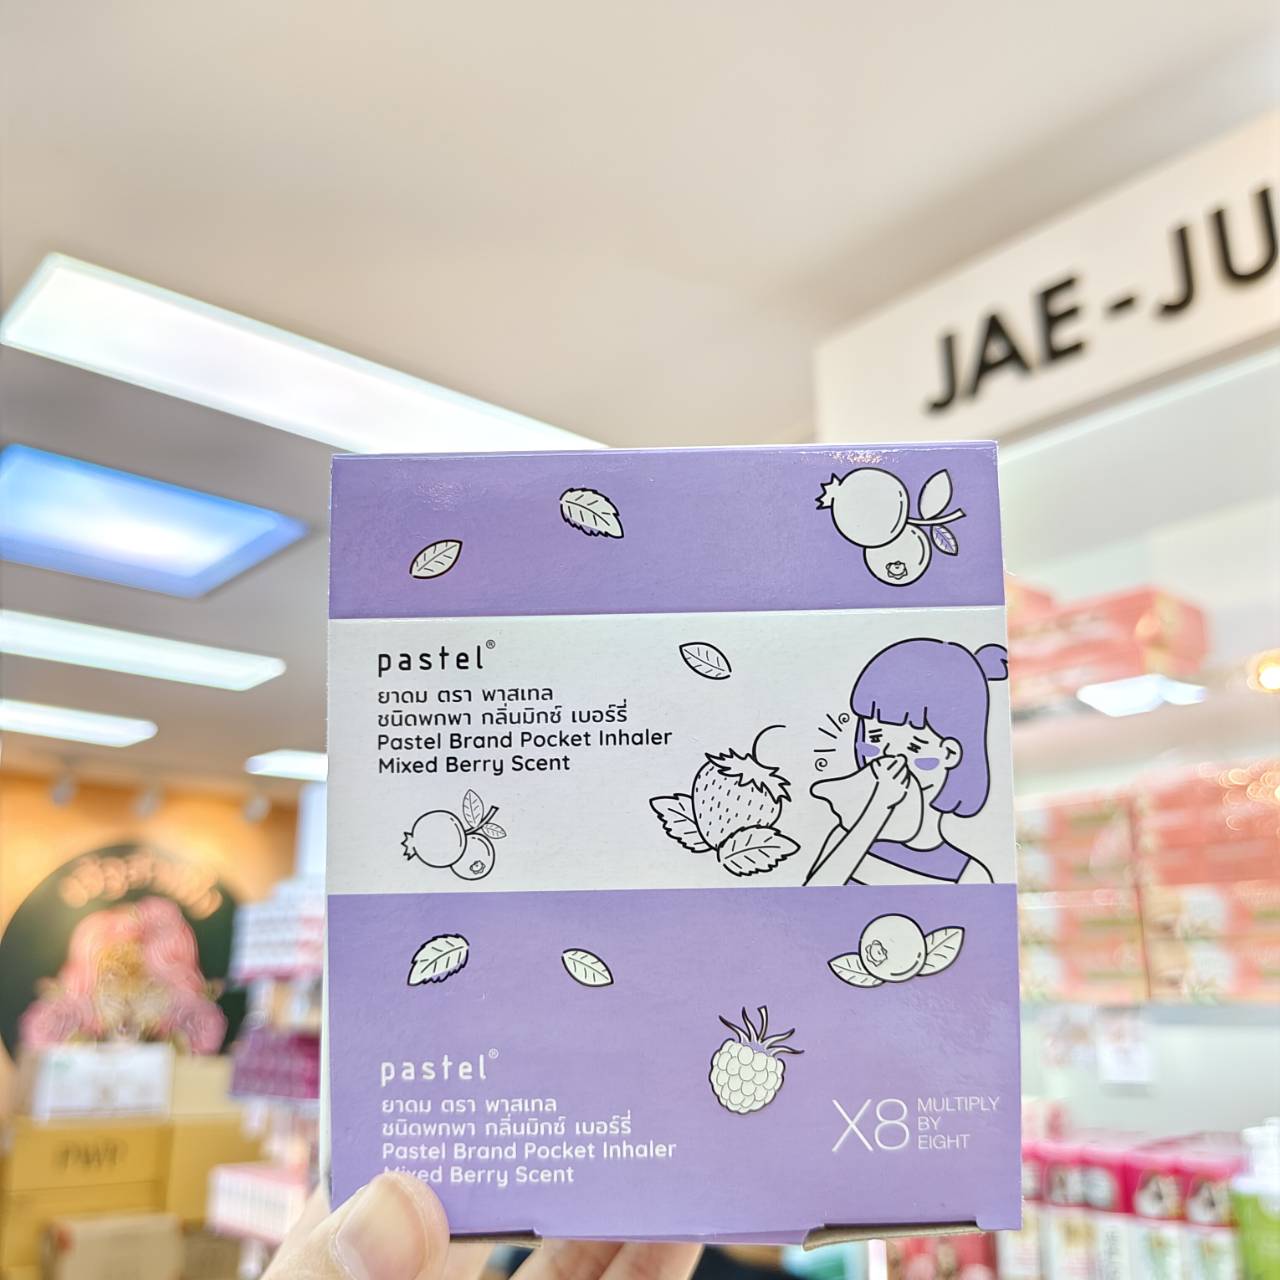 JAE-JU
pastel®
ยาดม ตรา พาสเทล
ชนิดพกพา กลิ่นมิกซ์ เบอร์รี่
Pastel Brand Pocket Inhaler
Mixed Berry Scent
pastel®
ยาดม ตรา พาสเทล
ชนิดพกพา กลิ่นมิกซ์ เบอร์รี่
Pastel Brand Pocket Inhaler
Mixed Berry Scent
X8
MULTIPLY
BY
EIGHT